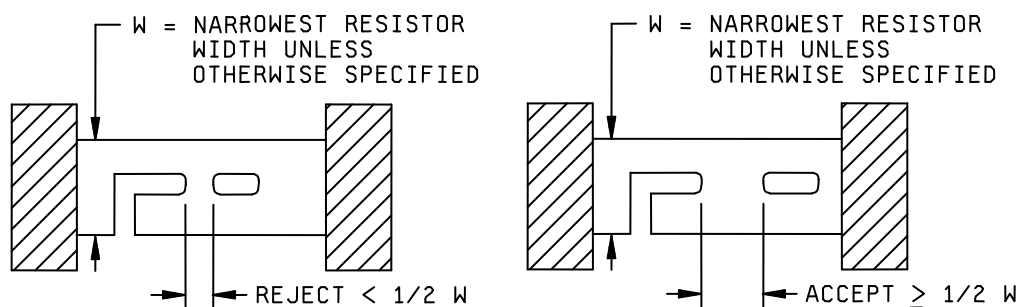 W = NARROWEST RESISTOR
WIDTH UNLESS
OTHERWISE SPECIFIED
REJECT < 1/2 W
W = NARROWEST RESISTOR
WIDTH UNLESS
OTHERWISE SPECIFIED
ACCEPT ≥ 1/2 W